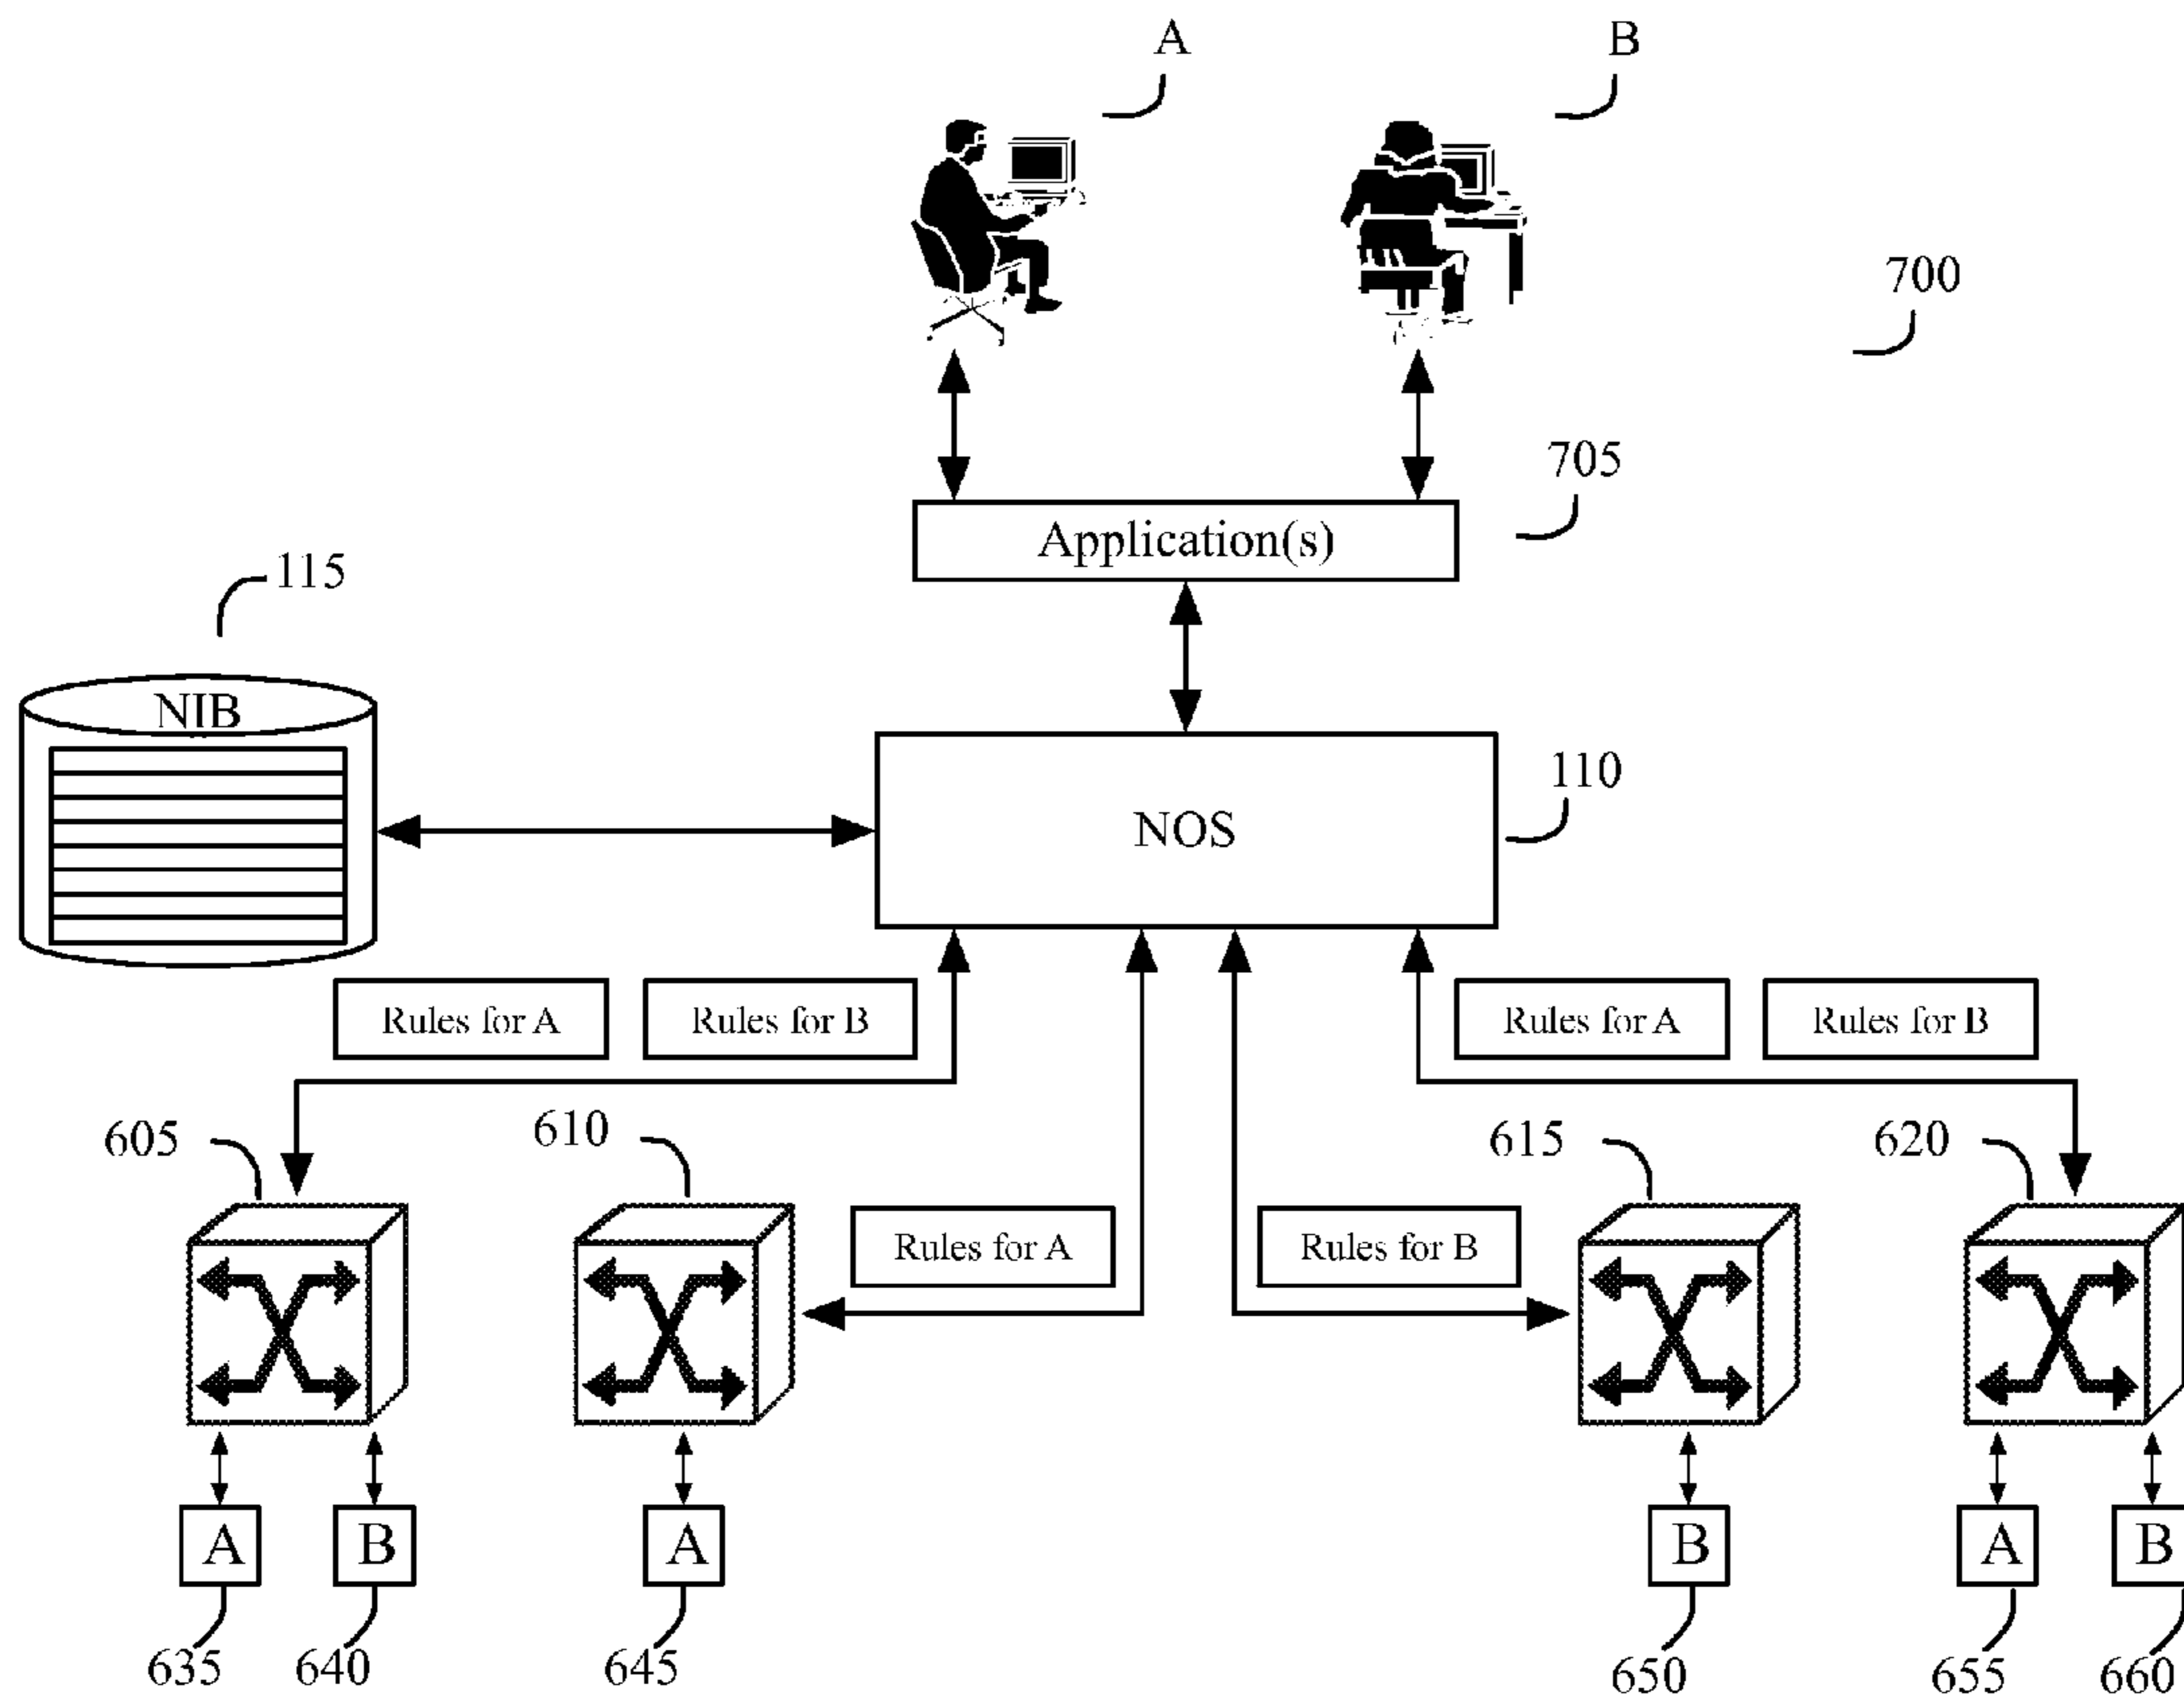 A
B
700
705
Application(s)
115
NIB
110
NOS
Rules for A
Rules for B
Rules for A
Rules for B
605
610
615
620
Rules for A
Rules for B
A
B
A
B
A
B
635
640
645
650
655
660